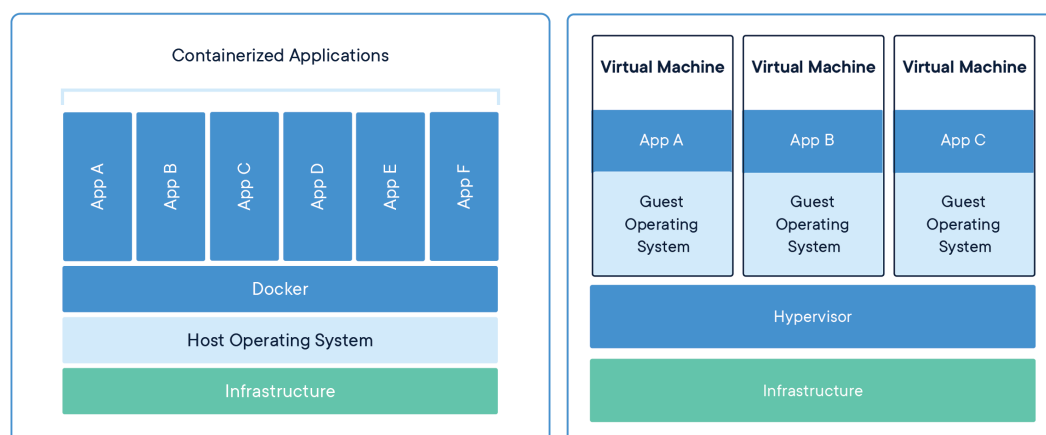 Containerized Applications
App A
App B
App C
App D
App E
App F
Docker
Host Operating System
Infrastructure
Virtual Machine
App A
Guest
Operating
System
Virtual Machine
App B
Guest
Operating
System
Virtual Machine
App C
Guest
Operating
System
Hypervisor
Infrastructure